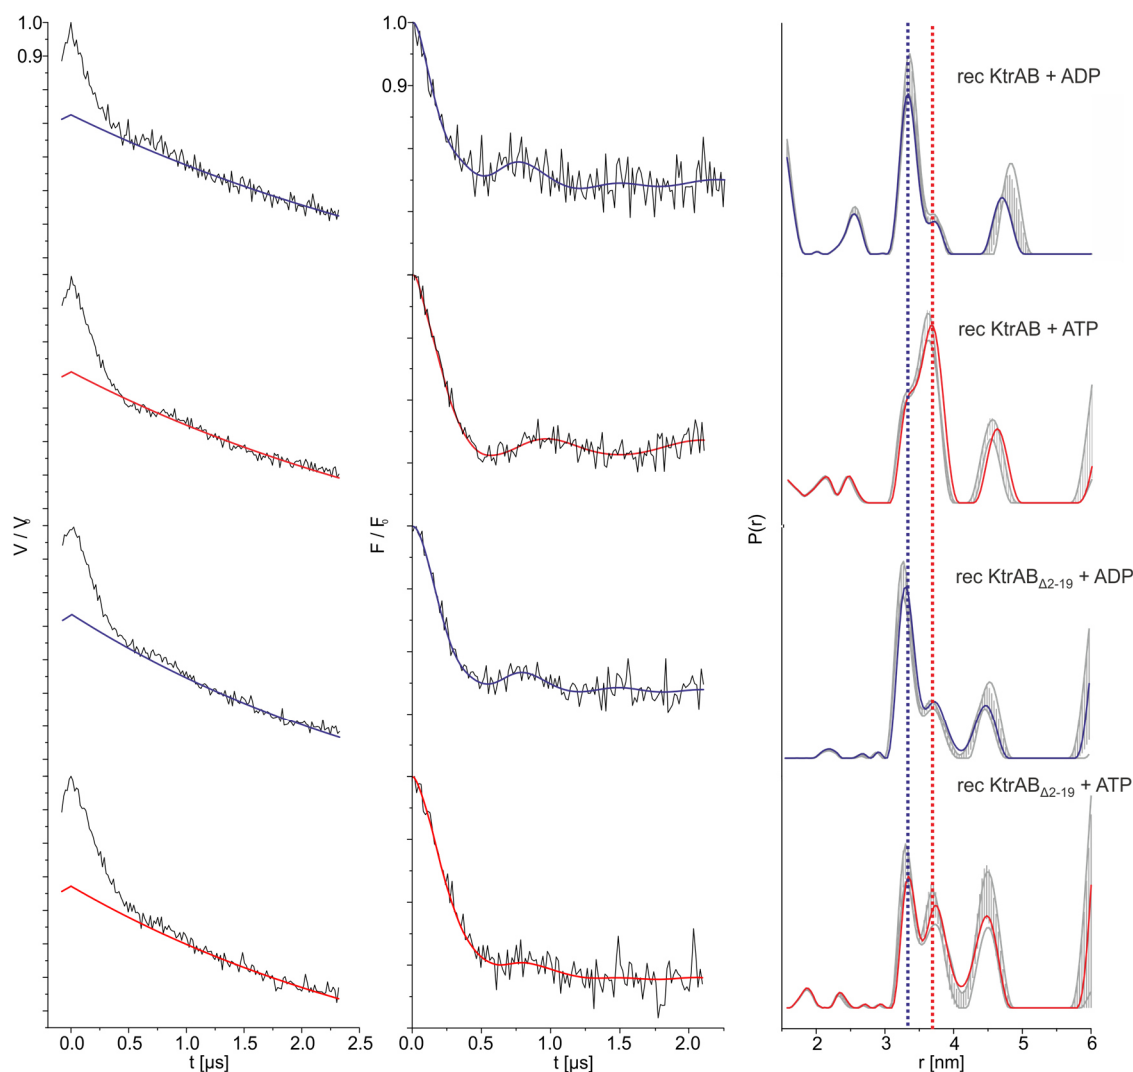 1.0
0.9
V / V0
0.0 0.5 1.0 1.5 2.0 2.5
t [µs]
1.0
0.9
F / F0
0.0 0.5 1.0 1.5 2.0
t [µs]
P(r)
rec KtrAB + ADP
rec KtrAB + ATP
rec KtrABΔ2-19 + ADP
rec KtrABΔ2-19 + ATP
2 3 4 5 6
r [nm]